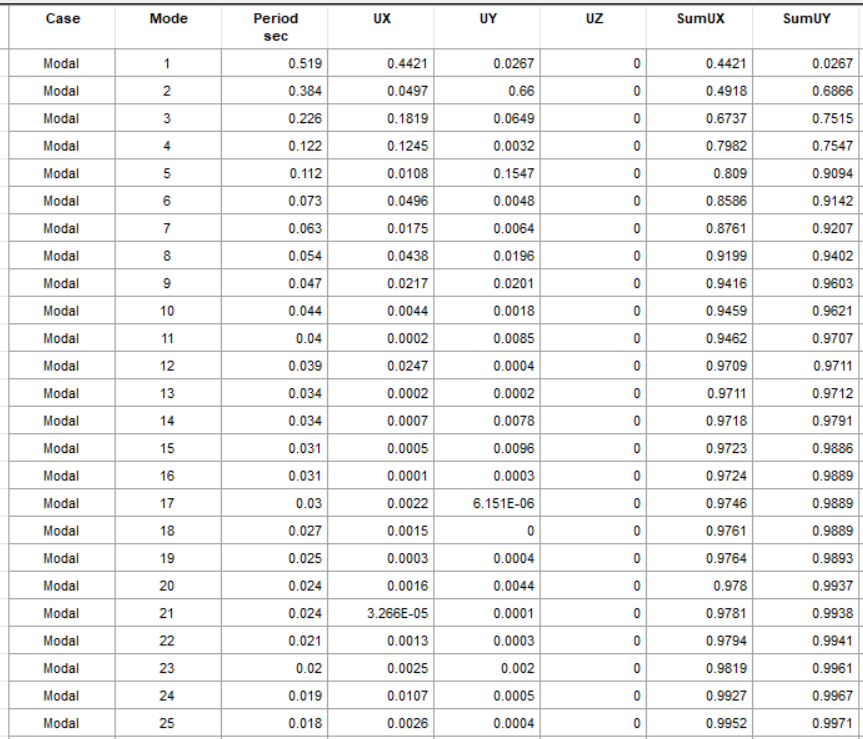 Case Mode Period sec UX UY UZ SumUX SumUY
Modal 1 0.519 0.4421 0.0267 0 0.4421 0.0267
Modal 2 0.384 0.0497 0.66 0 0.4918 0.6866
Modal 3 0.226 0.1819 0.0649 0 0.6737 0.7515
Modal 4 0.122 0.1245 0.0032 0 0.7982 0.7547
Modal 5 0.112 0.0108 0.1547 0 0.809 0.9094
Modal 6 0.073 0.0496 0.0048 0 0.8586 0.9142
Modal 7 0.063 0.0175 0.0064 0 0.8761 0.9207
Modal 8 0.054 0.0438 0.0196 0 0.9199 0.9402
Modal 9 0.047 0.0217 0.0201 0 0.9416 0.9603
Modal 10 0.044 0.0044 0.0018 0 0.9459 0.9621
Modal 11 0.04 0.0002 0.0085 0 0.9462 0.9707
Modal 12 0.039 0.0247 0.0004 0 0.9709 0.9711
Modal 13 0.034 0.0002 0.0002 0 0.9711 0.9712
Modal 14 0.034 0.0007 0.0078 0 0.9718 0.9791
Modal 15 0.031 0.0005 0.0096 0 0.9723 0.9886
Modal 16 0.031 0.0001 0.0003 0 0.9724 0.9889
Modal 17 0.03 0.0022 6.151E-06 0 0.9746 0.9889
Modal 18 0.027 0.0015 0 0 0.9761 0.9889
Modal 19 0.025 0.0003 0.0004 0 0.9764 0.9893
Modal 20 0.024 0.0016 0.0044 0 0.978 0.9937
Modal 21 0.024 3.266E-05 0.0001 0 0.9781 0.9938
Modal 22 0.021 0.0013 0.0003 0 0.9794 0.9941
Modal 23 0.02 0.0025 0.002 0 0.9819 0.9961
Modal 24 0.019 0.0107 0.0005 0 0.9927 0.9967
Modal 25 0.018 0.0026 0.0004 0 0.9952 0.9971